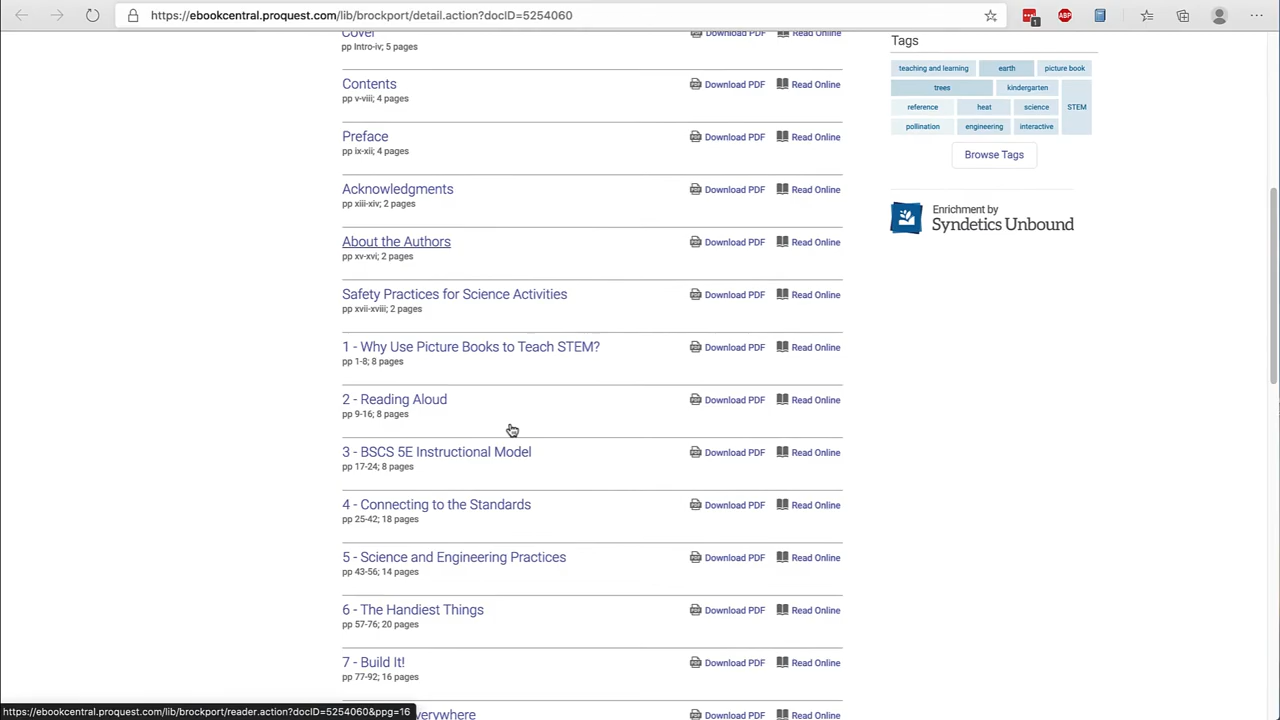 https://ebookcentral.proquest.com/lib/brockport/detail.action?docID=5254060
1
ABP
Cover
pp Intro-iv; 5 pages
Download PDF Read Online
Contents
pp v-viii; 4 pages
Download PDF Read Online
Preface
pp ix-xii; 4 pages
Download PDF Read Online
Acknowledgments
pp xiii-xiv; 2 pages
Download PDF Read Online
About the Authors
pp xv-xvi; 2 pages
Download PDF Read Online
Safety Practices for Science Activities
pp xvii-xviii; 2 pages
Download PDF Read Online
1 - Why Use Picture Books to Teach STEM?
pp 1-8; 8 pages
Download PDF Read Online
2 - Reading Aloud
pp 9-16; 8 pages
Download PDF Read Online
3 - BSCS 5E Instructional Model
pp 17-24; 8 pages
Download PDF Read Online
4 - Connecting to the Standards
pp 25-42; 18 pages
Download PDF Read Online
5 - Science and Engineering Practices
pp 43-56; 14 pages
Download PDF Read Online
6 - The Handiest Things
pp 57-76; 20 pages
Download PDF Read Online
7 - Build It!
pp 77-92; 16 pages
Download PDF Read Online
verywhere
Download PDF Read Online
Tags
teaching and learning earth picture book
trees kindergarten
reference heat science STEM
pollination engineering interactive
Browse Tags
Enrichment by
Syndetics Unbound
https://ebookcentral.proquest.com/lib/brockport/reader.action?docID=5254060&ppg=16